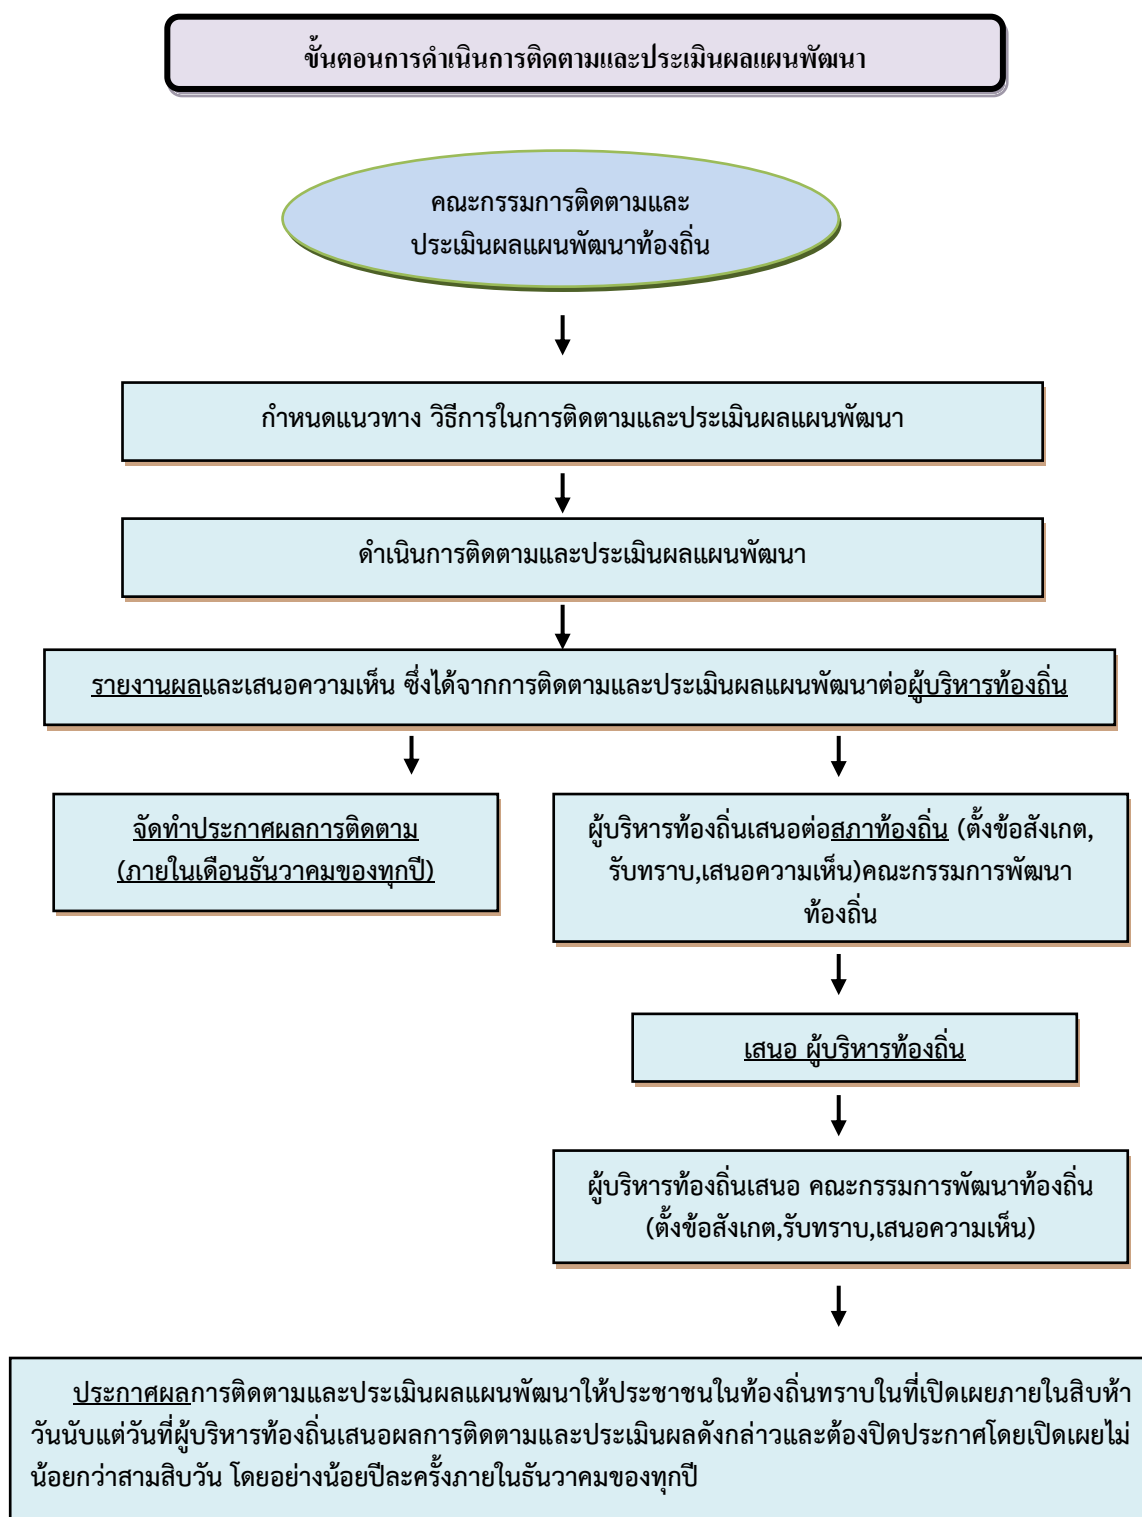 ขั้นตอนการดำเนินการติดตามและประเมินผลแผนพัฒนา
คณะกรรมการติดตามและ
ประเมินผลแผนพัฒนาท้องถิ่น
กำหนดแนวทาง วิธีการในการติดตามและประเมินผลแผนพัฒนา
ดำเนินการติดตามและประเมินผลแผนพัฒนา
รายงานผลและเสนอความเห็น ซึ่งได้จากการติดตามและประเมินผลแผนพัฒนาต่อผู้บริหารท้องถิ่น
จัดทำประกาศผลการติดตาม
(ภายในเดือนธันวาคมของทุกปี)
ผู้บริหารท้องถิ่นเสนอต่อสภาท้องถิ่น (ตั้งข้อสังเกต,
รับทราบ,เสนอความเห็น)คณะกรรมการพัฒนา
ท้องถิ่น
เสนอ ผู้บริหารท้องถิ่น
ผู้บริหารท้องถิ่นเสนอ คณะกรรมการพัฒนาท้องถิ่น
(ตั้งข้อสังเกต,รับทราบ,เสนอความเห็น)
ประกาศผลการติดตามและประเมินผลแผนพัฒนาให้ประชาชนในท้องถิ่นทราบในที่เปิดเผยภายในสิบห้า
วันนับแต่วันที่ผู้บริหารท้องถิ่นเสนอผลการติดตามและประเมินผลดังกล่าวและต้องปิดประกาศโดยเปิดเผยไม่
น้อยกว่าสามสิบวัน โดยอย่างน้อยปีละครั้งภายในธันวาคมของทุกปี